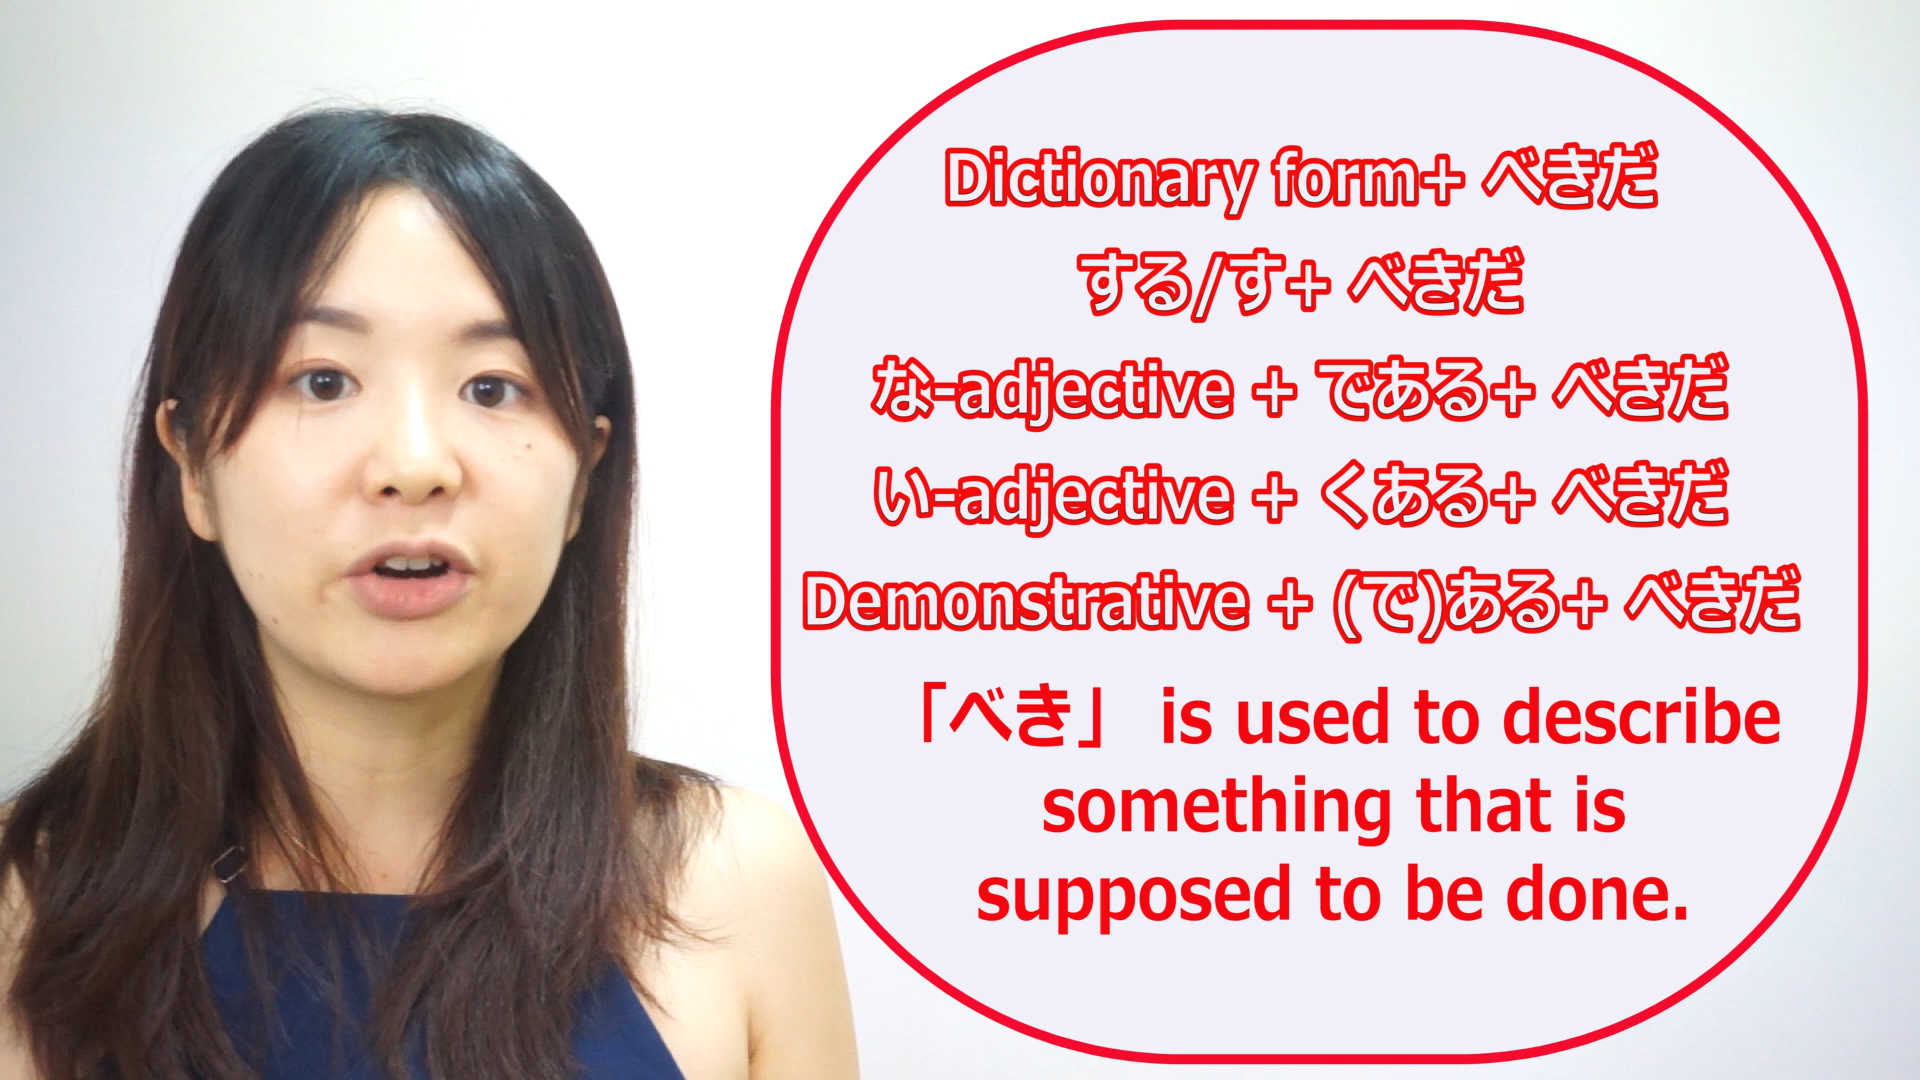 Dictionary form+ べきだ
する/す+ べきだ
な-adjective + である+ べきだ
い-adjective + くある+ べきだ
Demonstrative + (で)ある+ べきだ
「べき」 is used to describe
something that is
supposed to be done.